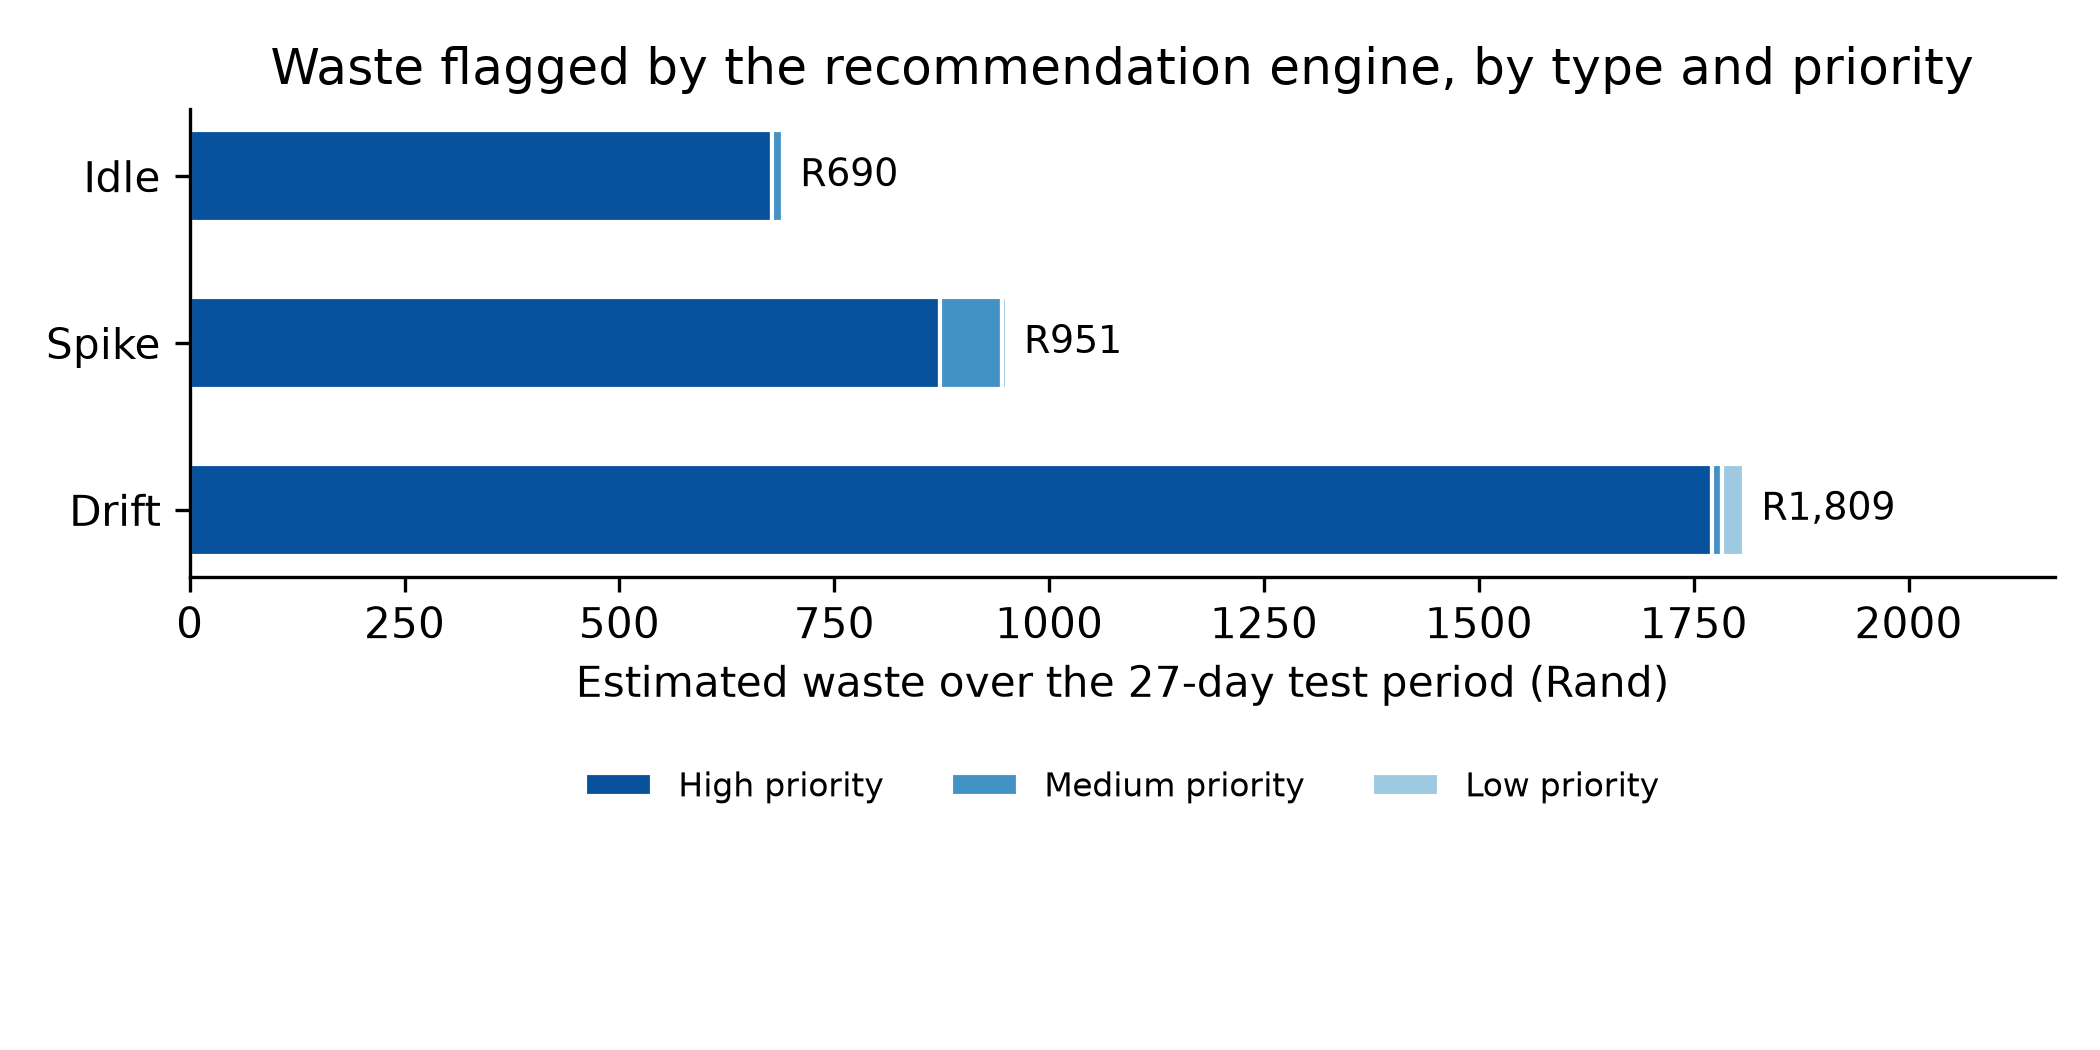 Waste flagged by the recommendation engine, by type and priority
Idle
R690
Spike
R951
Drift
R1,809
0 250 500 750 1000 1250 1500 1750 2000
Estimated waste over the 27-day test period (Rand)
High priority Medium priority Low priority